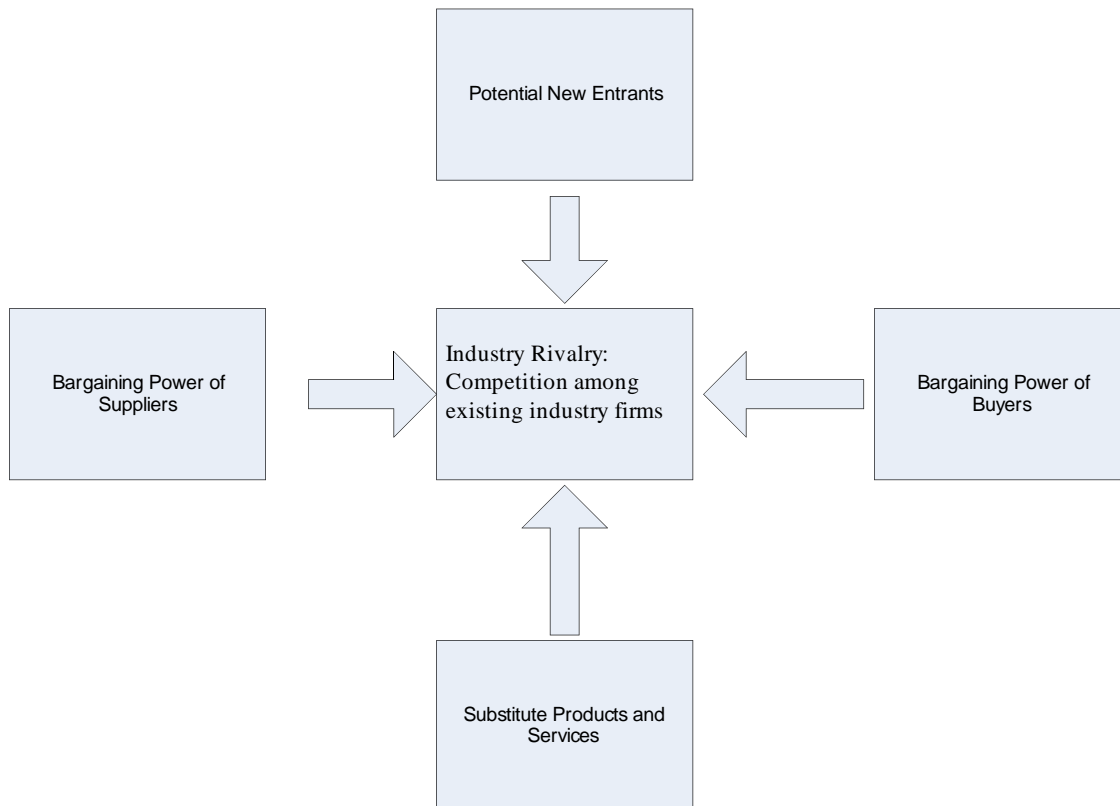 Potential New Entrants
Bargaining Power of
Suppliers
Industry Rivalry:
Competition among
existing industry firms
Bargaining Power of
Buyers
Substitute Products and
Services